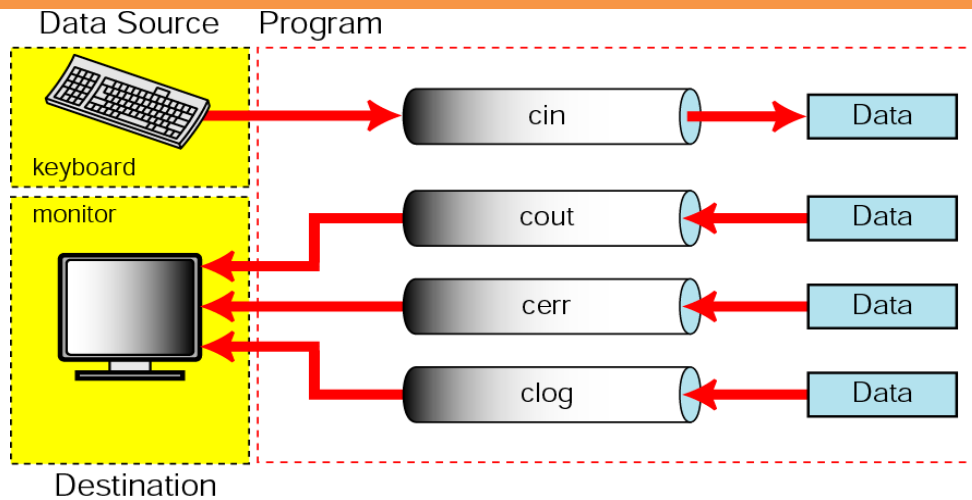 Data Source
Program
cin
Data
keyboard
monitor
cout
Data
cerr
Data
clog
Data
Destination